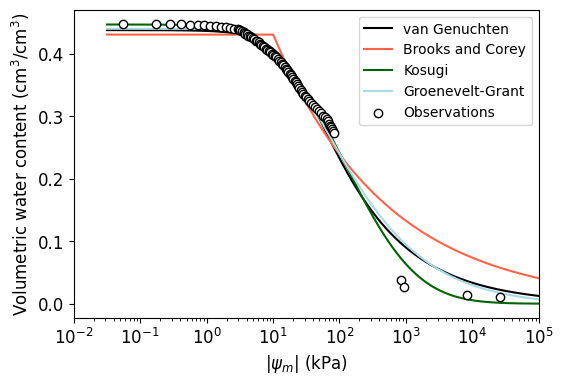 Volumetric water content (cm³/cm³)
0.4
0.3
0.2
0.1
0.0
van Genuchten
Brooks and Corey
Kosugi
Groenevelt-Grant
Observations
10⁻² 10⁻¹ 10⁰ 10¹ 10² 10³ 10⁴ 10⁵
|ψₘ| (kPa)